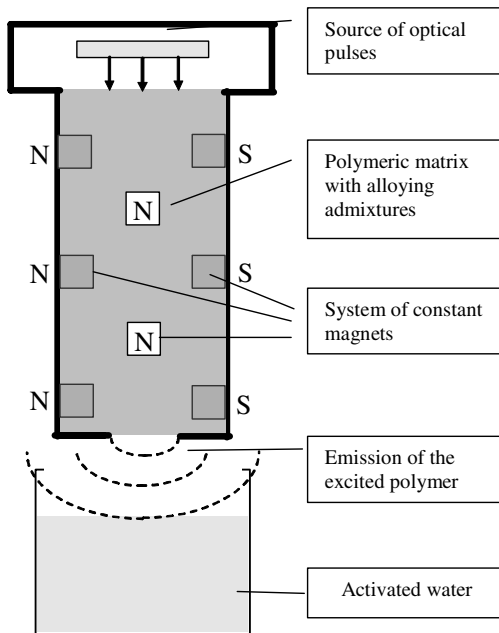 Source of optical
pulses
N
S
Polymeric matrix
with alloying
admixtures
N
N
S
System of constant
magnets
N
N
S
Emission of the
excited polymer
Activated water